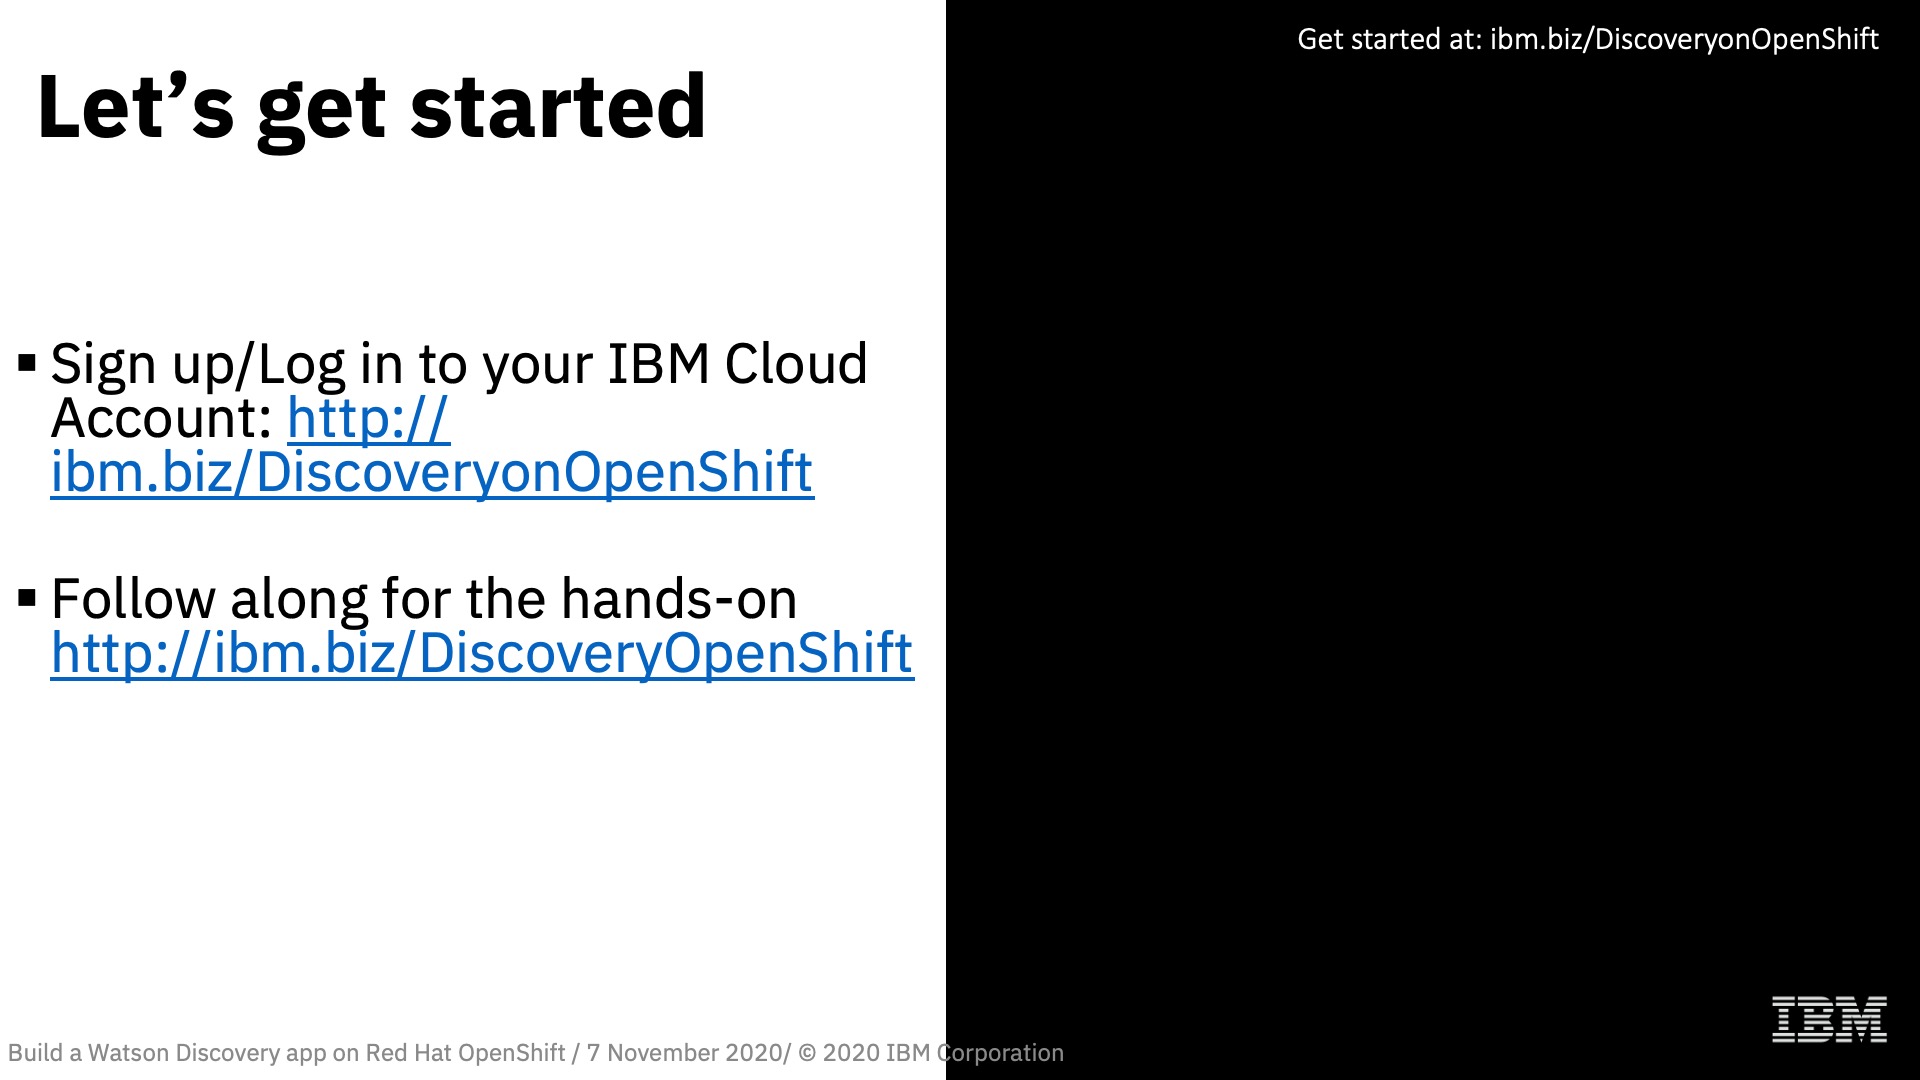 Get started at: ibm.biz/DiscoveryonOpenShift
Let’s get started
▪ Sign up/Log in to your IBM Cloud
Account: http://
ibm.biz/DiscoveryonOpenShift
▪ Follow along for the hands-on
http://ibm.biz/DiscoveryOpenShift
IBM
Build a Watson Discovery app on Red Hat OpenShift / 7 November 2020/ © 2020 IBM Corporation